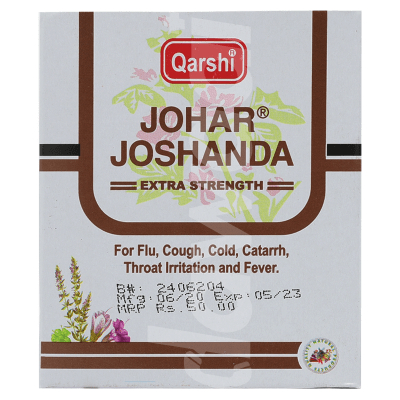 Qarshi®
JOHAR®
JOSHANDA
EXTRA STRENGTH
For Flu, Cough, Cold, Catarrh,
Throat Irritation and Fever.
B#: 2406204
Mfg:06/20 Exp:05/23
MRP Rs.50.00